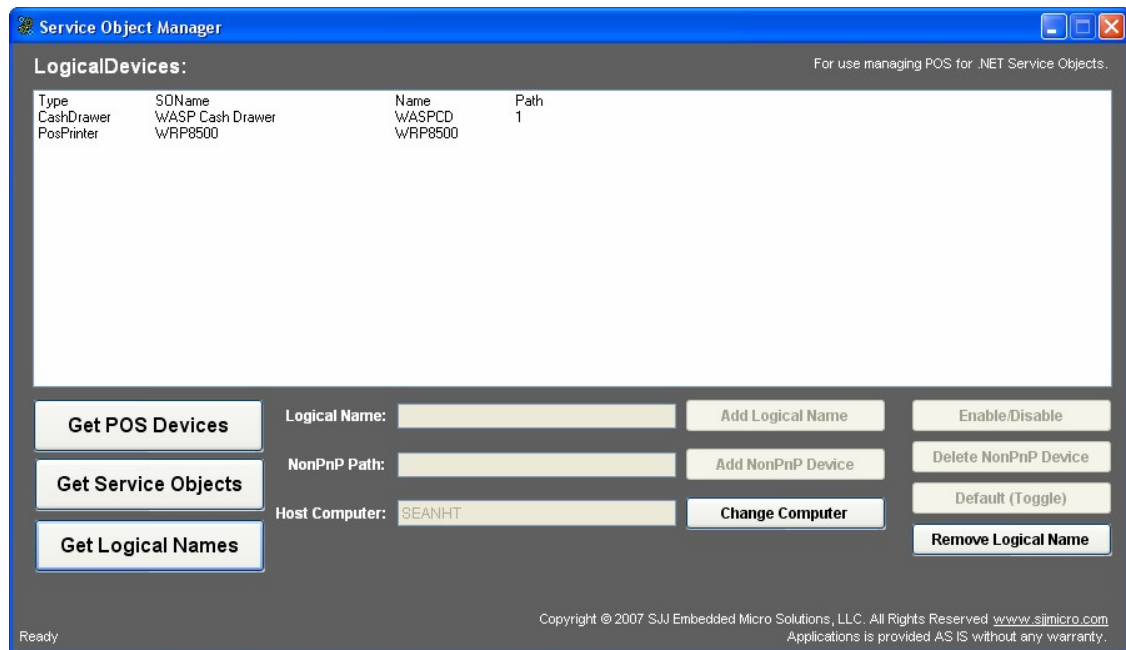 Service Object Manager
LogicalDevices:
For use managing POS for .NET Service Objects.
Type SOName Name Path
CashDrawer WASP Cash Drawer WASPCD 1
PosPrinter WRP8500 WRP8500
Get POS Devices
Logical Name:
Add Logical Name
Enable/Disable
Get Service Objects
NonPnP Path:
Add NonPnP Device
Delete NonPnP Device
Default (Toggle)
Get Logical Names
Host Computer: SEANHT
Change Computer
Remove Logical Name
Copyright © 2007 SJJ Embedded Micro Solutions, LLC. All Rights Reserved www.sjjmicro.com
Ready
Applications is provided AS IS without any warranty.